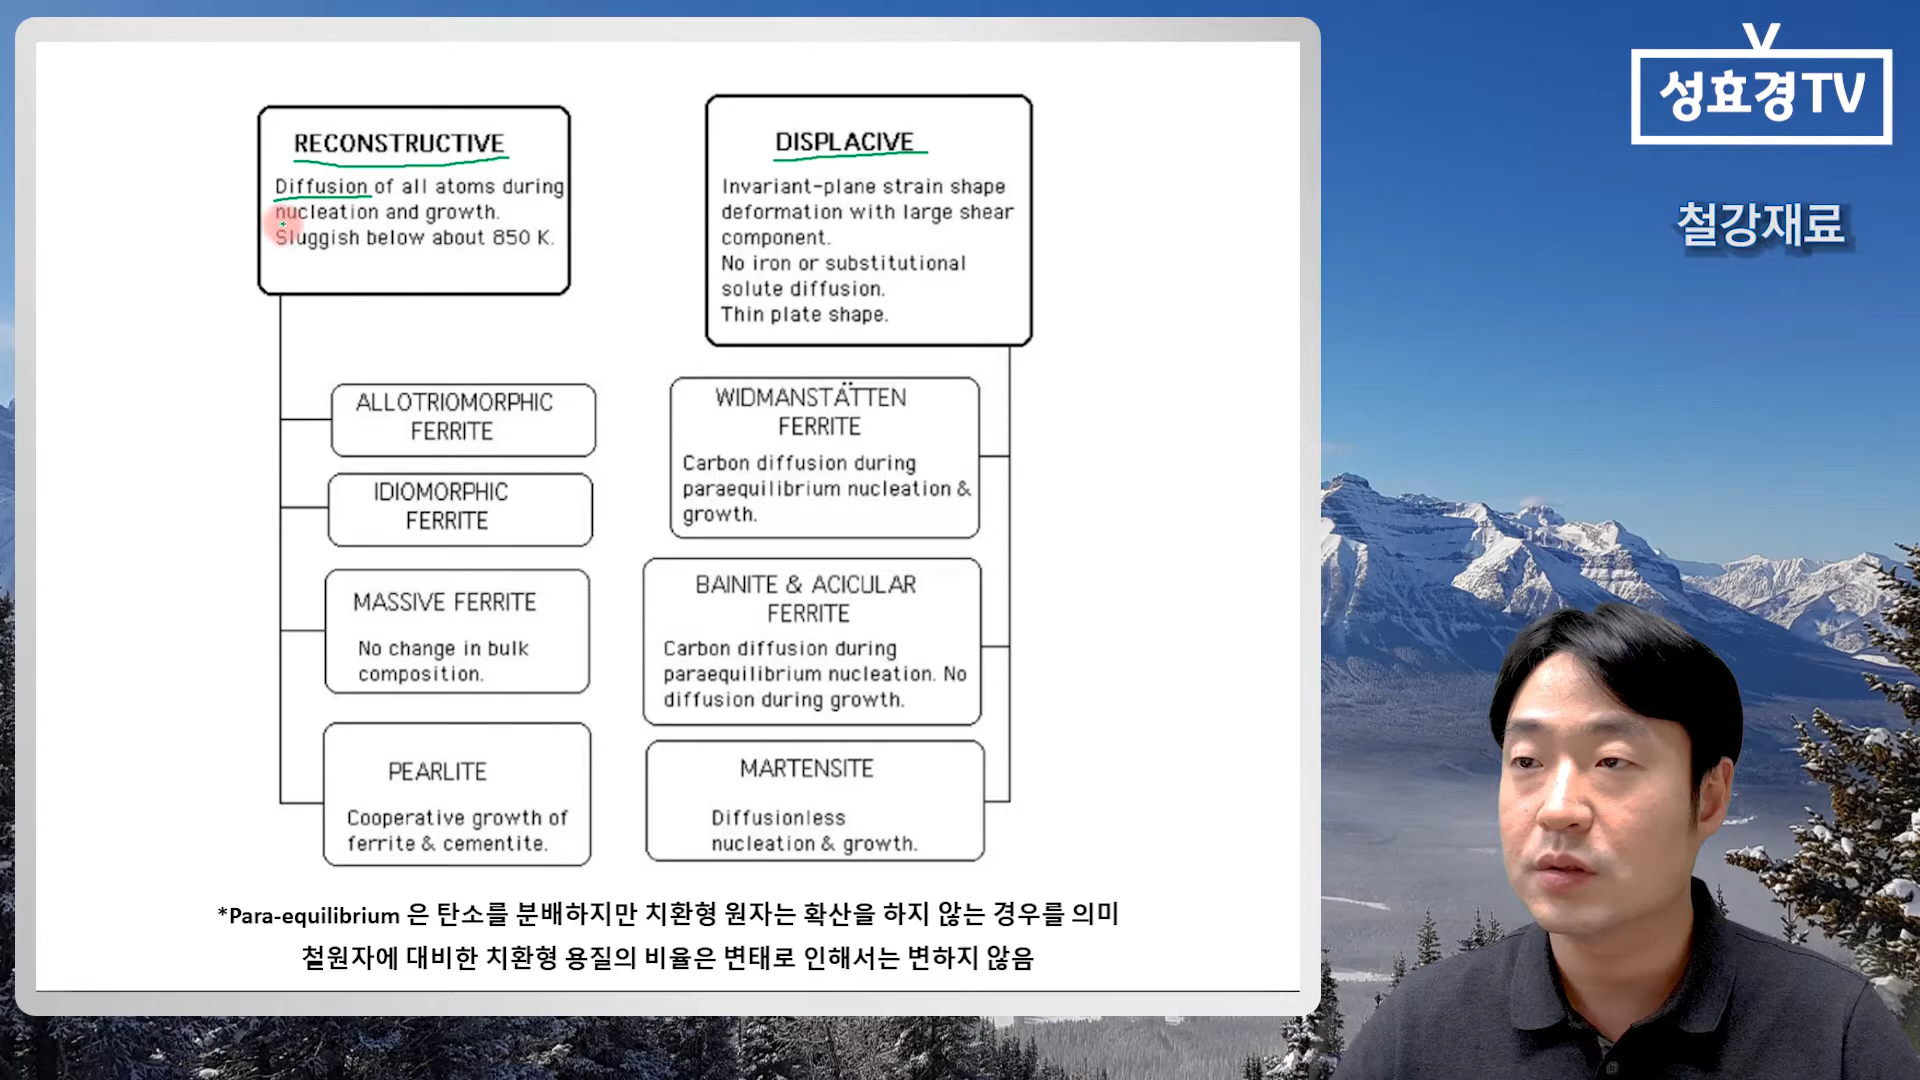 RECONSTRUCTIVE
Diffusion of all atoms during
nucleation and growth.
Sluggish below about 850 K.
DISPLACIVE
Invariant-plane strain shape
deformation with large shear
component.
No iron or substitutional
solute diffusion.
Thin plate shape.
ALLOTRIOMORPHIC
FERRITE
IDIOMORPHIC
FERRITE
MASSIVE FERRITE
No change in bulk
composition.
PEARLITE
Cooperative growth of
ferrite & cementite.
WIDMANSTÄTTEN
FERRITE
Carbon diffusion during
paraequilibrium nucleation &
growth.
BAINITE & ACICULAR
FERRITE
Carbon diffusion during
paraequilibrium nucleation. No
diffusion during growth.
MARTENSITE
Diffusionless
nucleation & growth.
*Para-equilibrium 은 탄소를 분배하지만 치환형 원자는 확산을 하지 않는 경우를 의미
철원자에 대비한 치환형 용질의 비율은 변태로 인해서는 변하지 않음
성효경TV
철강재료